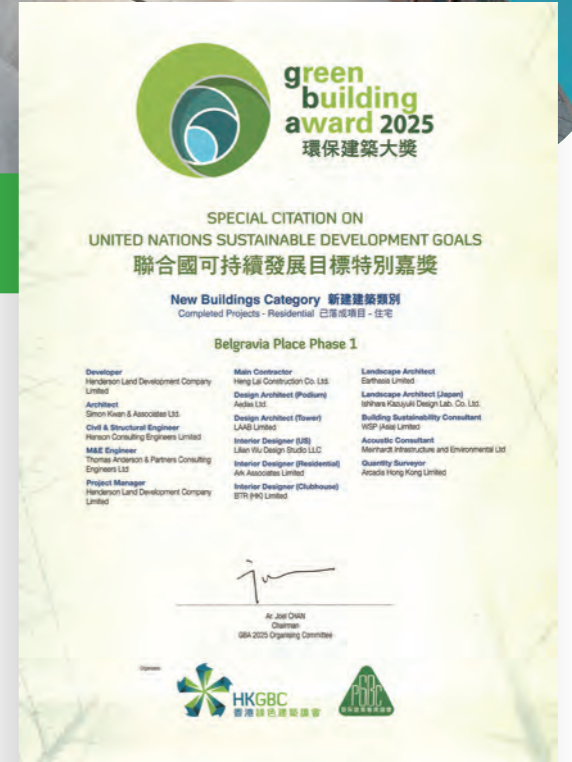 green
building
award 2025
環保建築大獎
SPECIAL CITATION ON
UNITED NATIONS SUSTAINABLE DEVELOPMENT GOALS
聯合國可持續發展目標特別嘉獎
New Buildings Category 新建建築類別
Completed Projects - Residential 已落成項目 - 住宅
Belgravia Place Phase 1
Developer
Henderson Land Development Company
Limited
Architect
Simon Kwan & Associates Ltd.
Civil & Structural Engineer
Henson Consulting Engineers Limited
M&E Engineer
Thomas Anderson & Partners Consulting
Engineers Ltd
Project Manager
Henderson Land Development Company
Limited
Main Contractor
Heng Lai Construction Co. Ltd.
Design Architect (Podium)
Aedas Ltd.
Design Architect (Tower)
LAAB Limited
Interior Designer (US)
Lilian Wu Design Studio LLC
Interior Designer (Residential)
Ark Associates Limited
Interior Designer (Clubhouse)
BTR (HK) Limited
Landscape Architect
Earthasia Limited
Landscape Architect (Japan)
Ishihara Kazuyuki Design Lab. Co. Ltd.
Building Sustainability Consultant
WSP (Asia) Limited
Acoustic Consultant
Meinhardt Infrastructure and Environmental Ltd
Quantity Surveyor
Arcadis Hong Kong Limited
Ar. Joel CHAN
Chairman
GBA 2025 Organising Committee
HKGBC
香港綠色建築議會
PGBC